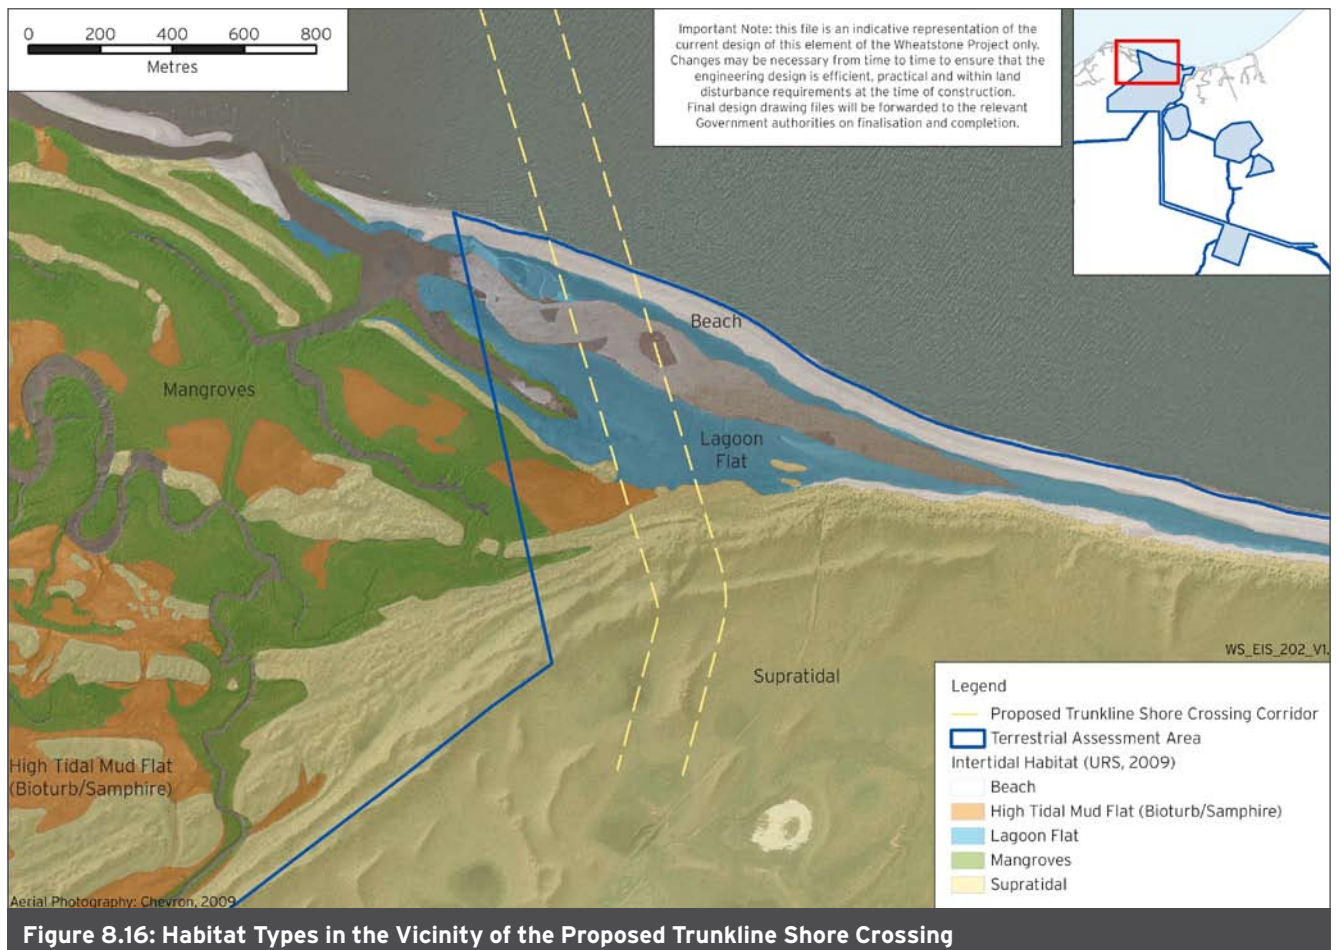 0 200 400 600 800
Metres
Important Note: this file is an indicative representation of the
current design of this element of the Wheatstone Project only.
Changes may be necessary from time to time to ensure that the
engineering design is efficient, practical and within land
disturbance requirements at the time of construction.
Final design drawing files will be forwarded to the relevant
Government authorities on finalisation and completion.
Beach
Mangroves
Lagoon
Flat
Supratidal
High Tidal Mud Flat
(Bioturb/Samphire)
WS_EIS_202_V1.
Legend
Proposed Trunkline Shore Crossing Corridor
Terrestrial Assessment Area
Intertidal Habitat (URS, 2009)
Beach
High Tidal Mud Flat (Bioturb/Samphire)
Lagoon Flat
Mangroves
Supratidal
Aerial Photography: Chevron, 2009
Figure 8.16: Habitat Types in the Vicinity of the Proposed Trunkline Shore Crossing